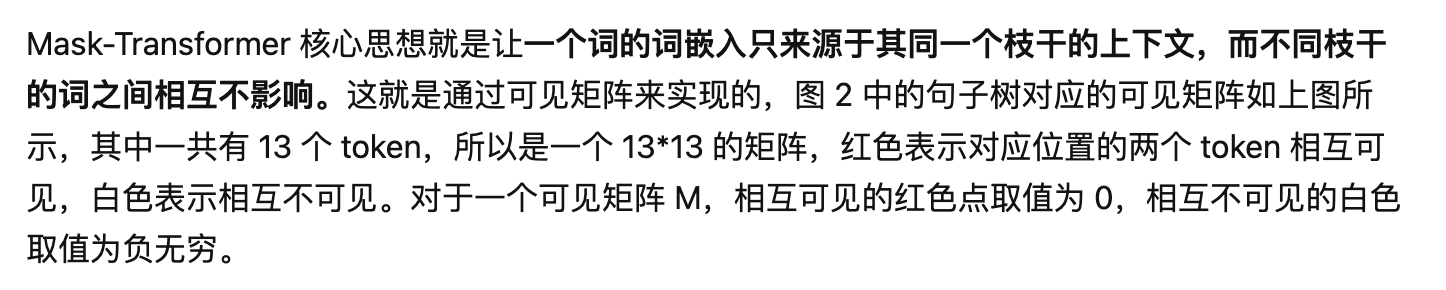 Mask-Transformer 核心思想就是让一个词的词嵌入只来源于其同一个枝干的上下文，而不同枝干
的词之间相互不影响。这就是通过可见矩阵来实现的，图 2 中的句子树对应的可见矩阵如上图所
示，其中一共有 13 个 token，所以是一个 13*13 的矩阵，红色表示对应位置的两个 token 相互可
见，白色表示相互不可见。对于一个可见矩阵 M，相互可见的红色点取值为 0，相互不可见的白色
取值为负无穷。